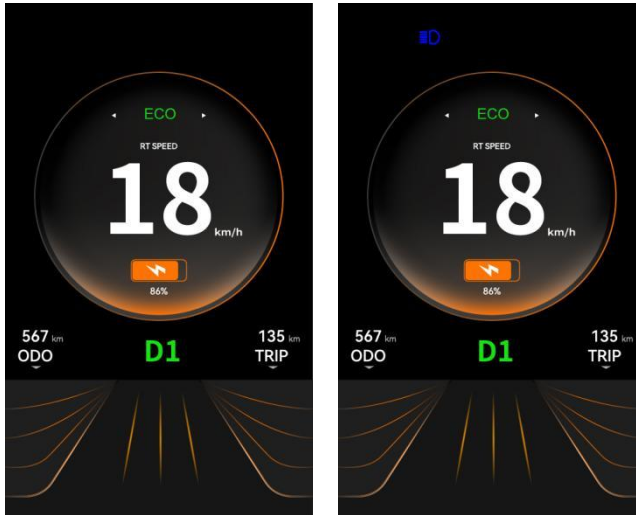 ECO
RT SPEED
18 km/h
86%
567 km
ODO
D1
135 km
TRIP
ECO
RT SPEED
18 km/h
86%
567 km
ODO
D1
135 km
TRIP